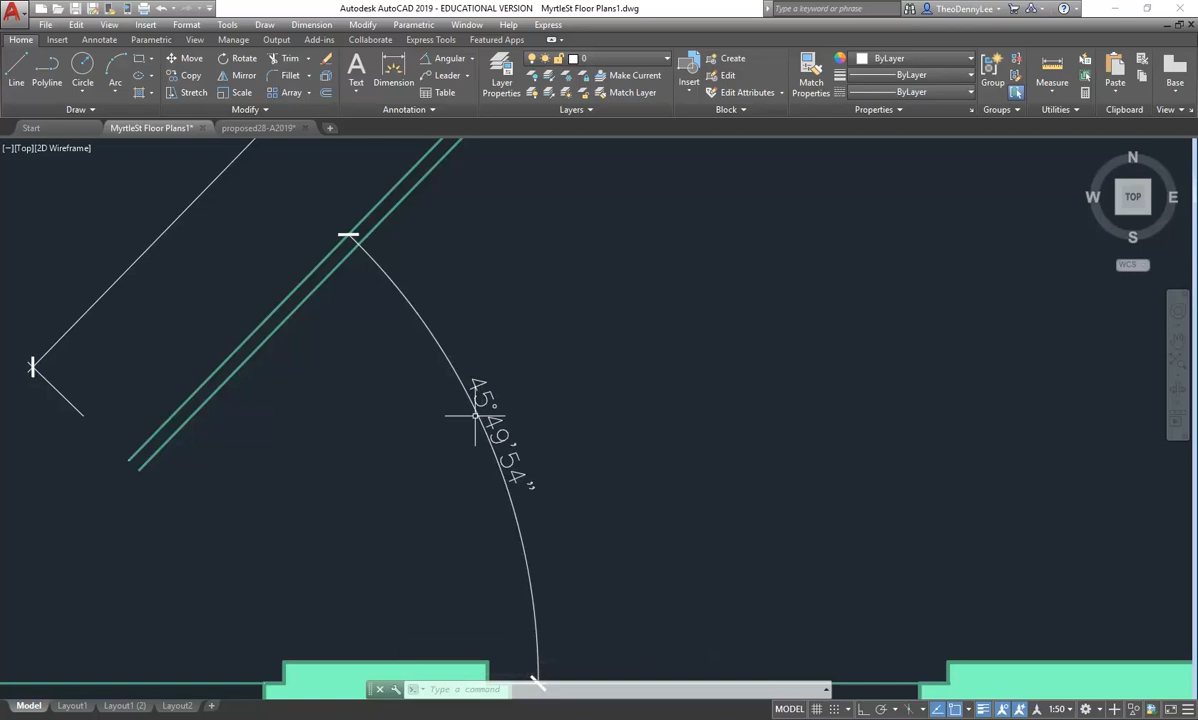 Autodesk AutoCAD 2019 - EDUCATIONAL VERSION MyrtleSt Floor Plans1.dwg
Type a keyword or phrase
TheoDennyLee
File Edit View Insert Format Tools Draw Dimension Modify Parametric Window Help Express
Home Insert Annotate Parametric View Manage Output Add-ins Collaborate Express Tools Featured Apps
Line Polyline Circle Arc
Move Rotate Trim
Copy Mirror Fillet
Stretch Scale Array
Text Dimension
Angular
Leader
Table
Layer Properties
0
Make Current
Match Layer
Insert
Create
Edit
Edit Attributes
Match Properties
ByLayer
ByLayer
ByLayer
Group
Measure
Paste
Base
Draw Modify Annotation Layers Block Properties Groups Utilities Clipboard View
Start MyrtleSt Floor Plans1* proposed28-A2019*
[−][Top][2D Wireframe]
N
W TOP E
S
WCS
45°49'54"
Type a command
Model Layout1 Layout1 (2) Layout2
MODEL
1:50